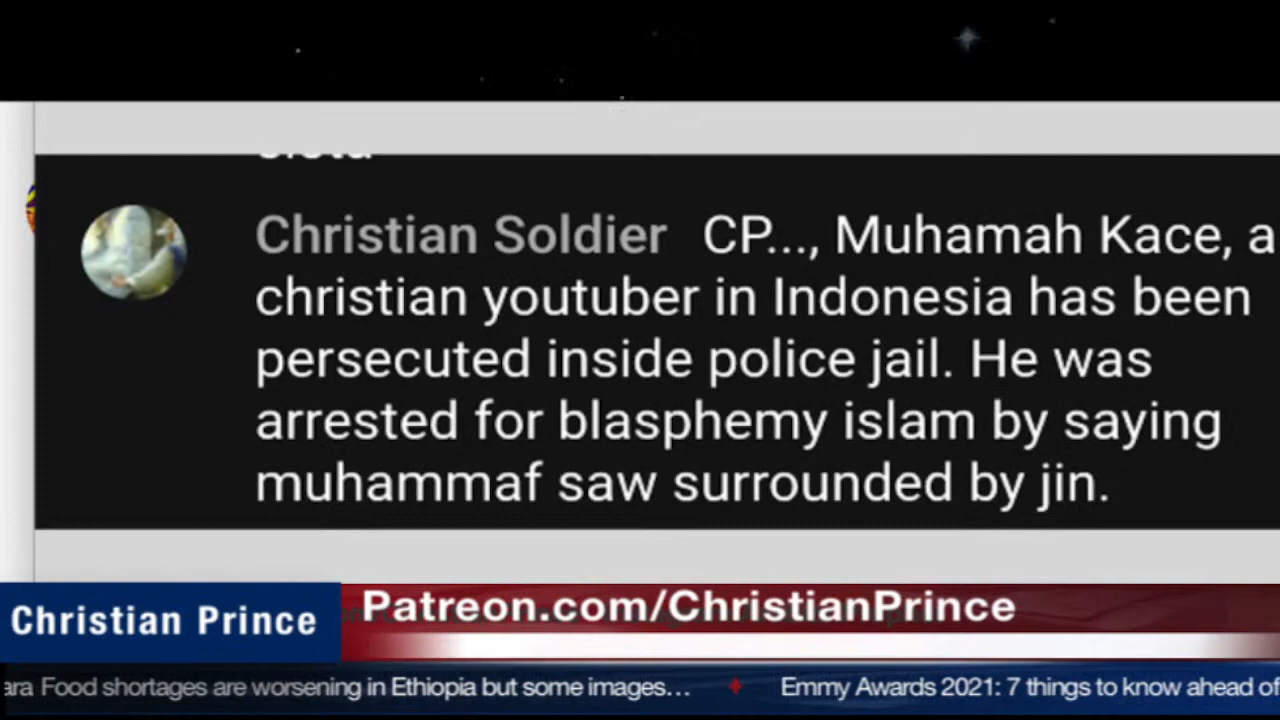 Christian Soldier CP..., Muhamah Kace, a
christian youtuber in Indonesia has been
persecuted inside police jail. He was
arrested for blasphemy islam by saying
muhammaf saw surrounded by jin.
Christian Prince
Patreon.com/ChristianPrince
ara Food shortages are worsening in Ethiopia but some images... Emmy Awards 2021: 7 things to know ahead of